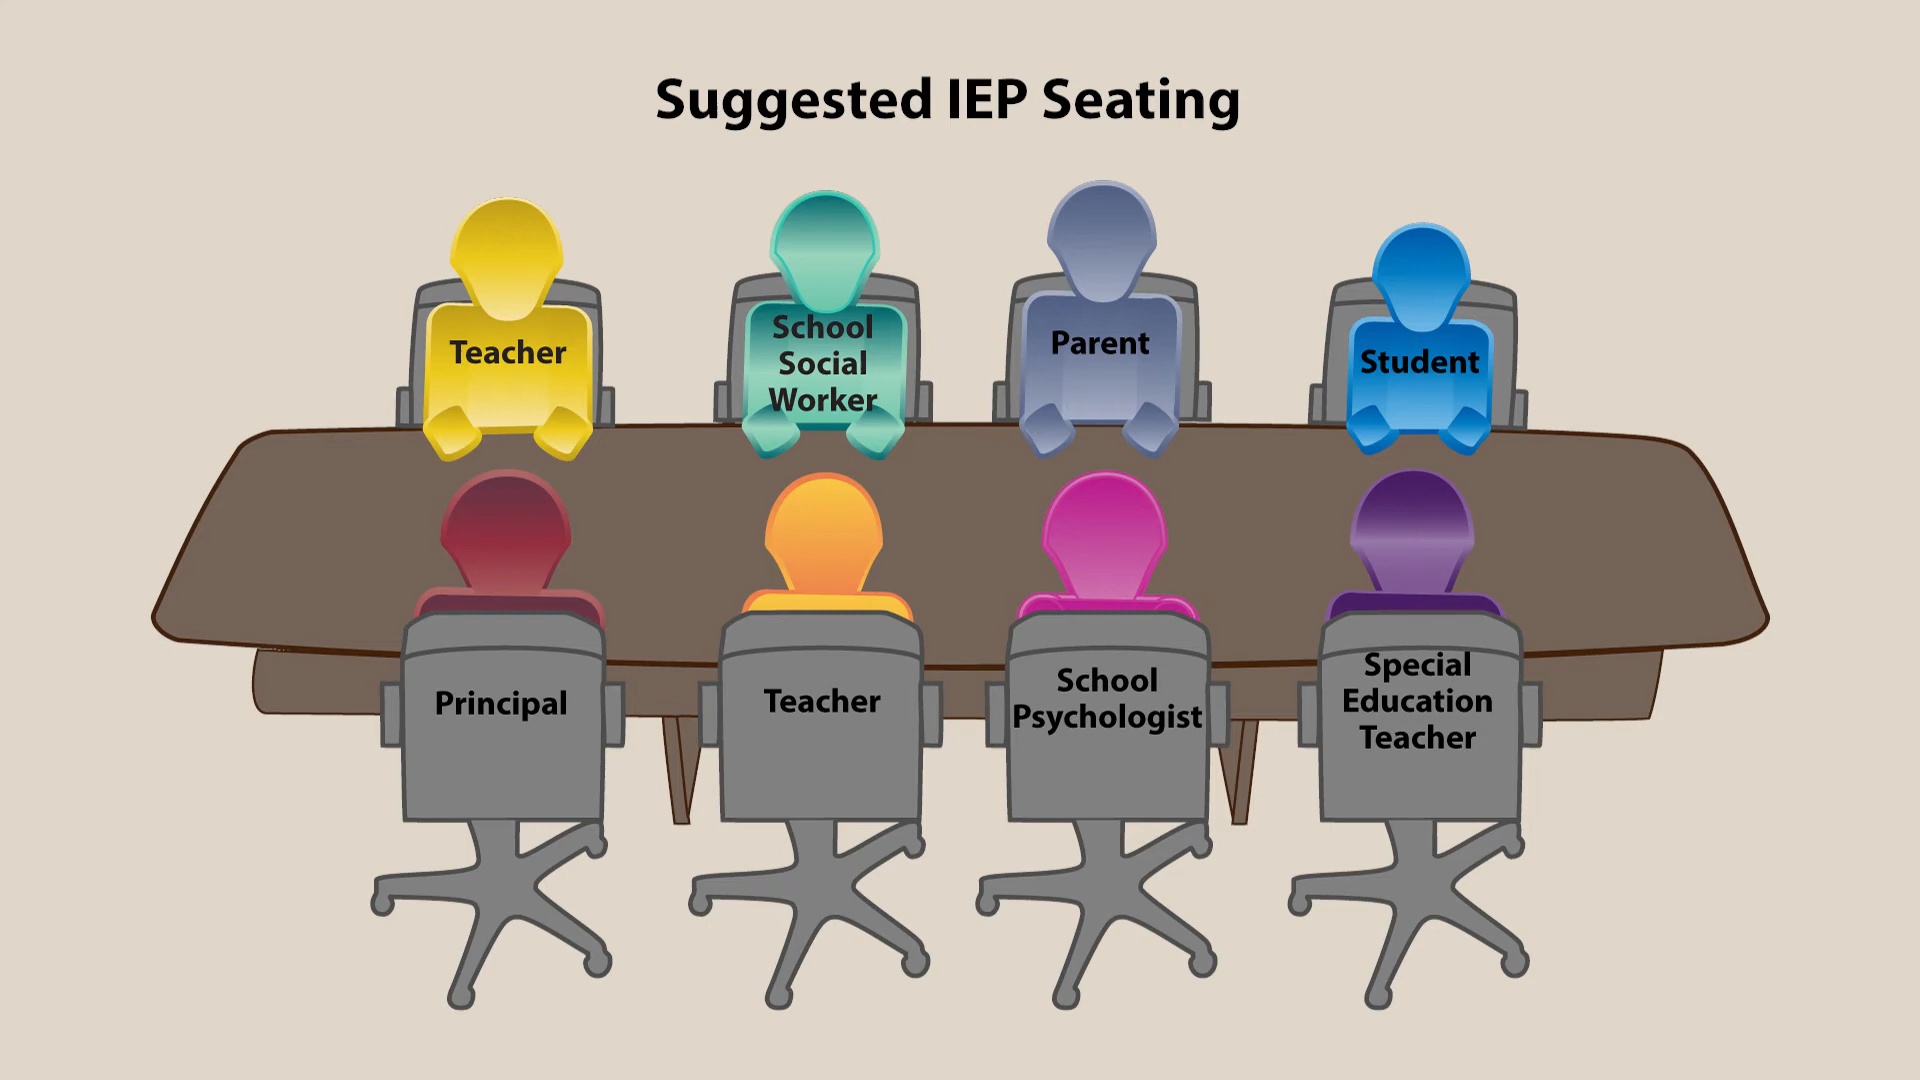 Suggested IEP Seating
Teacher
School
Social
Worker
Parent
Student
Principal
Teacher
School
Psychologist
Special
Education
Teacher